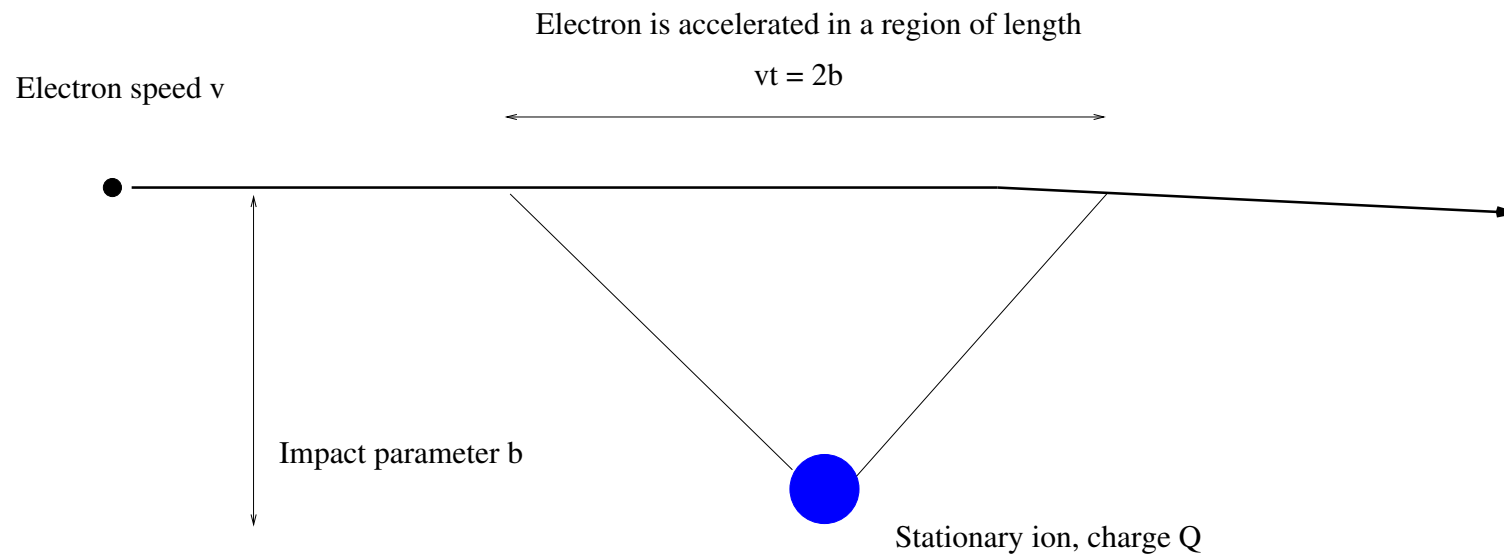 Electron is accelerated in a region of length
vt = 2b
Electron speed v
Impact parameter b
Stationary ion, charge Q